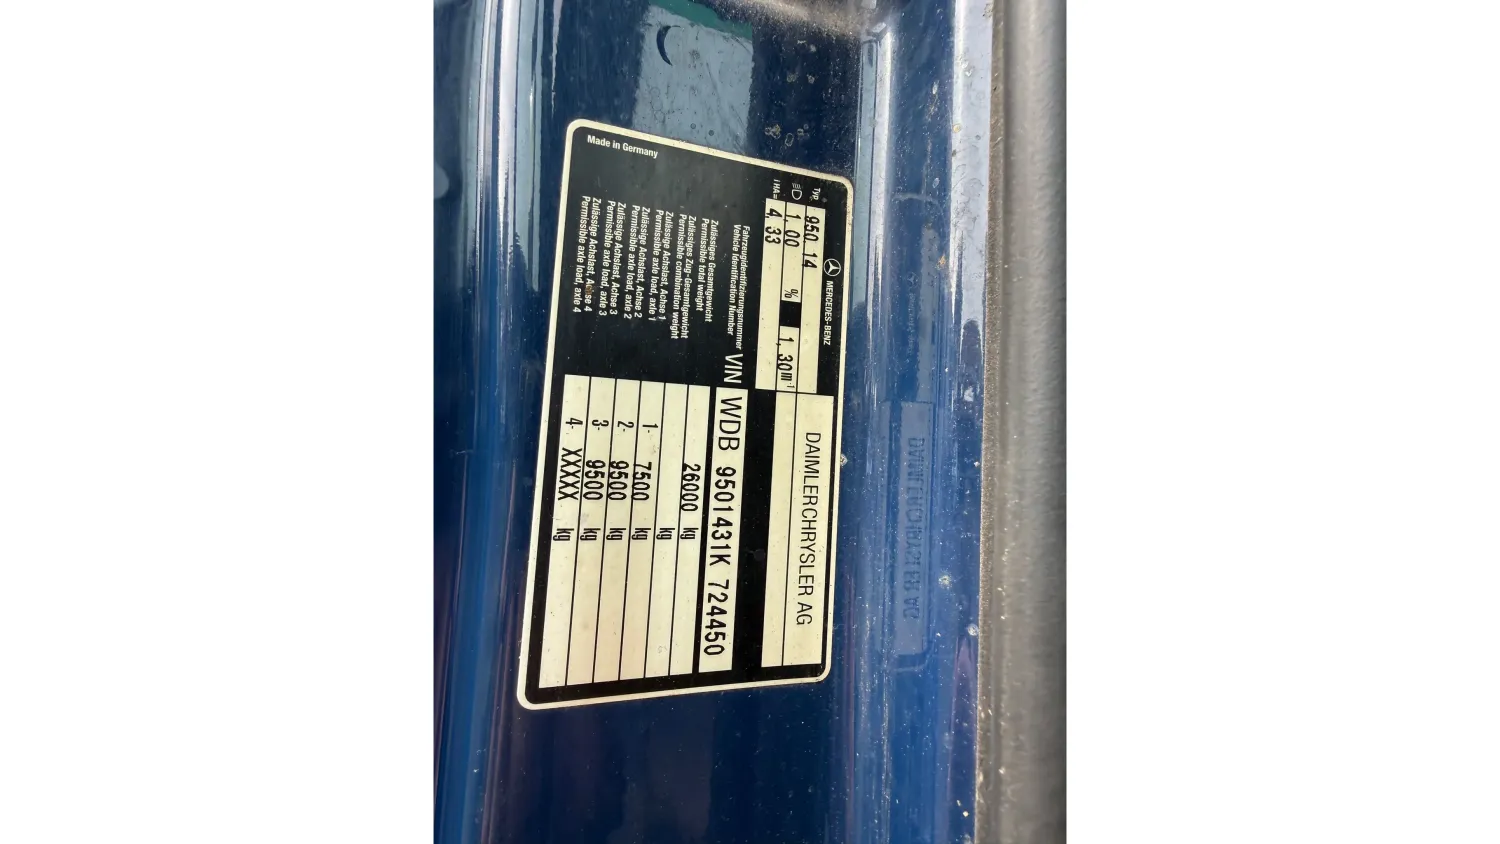 MERCEDES-BENZ
Typ 950.14
DAIMLERCHRYSLER AG
1,00 % 1,30m⁻¹
i HA= 4,33
Fahrzeugidentifizierungsnummer
Vehicle Identification Number
VIN WDB 9501431K 724450
Zulässiges Gesamtgewicht
Permissible total weight
26000 kg
Zulässiges Zug-Gesamtgewicht
Permissible combination weight
kg
Zulässige Achslast, Achse 1
Permissible axle load, axle 1
1- 7500 kg
Zulässige Achslast, Achse 2
Permissible axle load, axle 2
2- 9500 kg
Zulässige Achslast, Achse 3
Permissible axle load, axle 3
3- 9500 kg
Zulässige Achslast, Achse 4
Permissible axle load, axle 4
4- XXXXX kg
Made in Germany